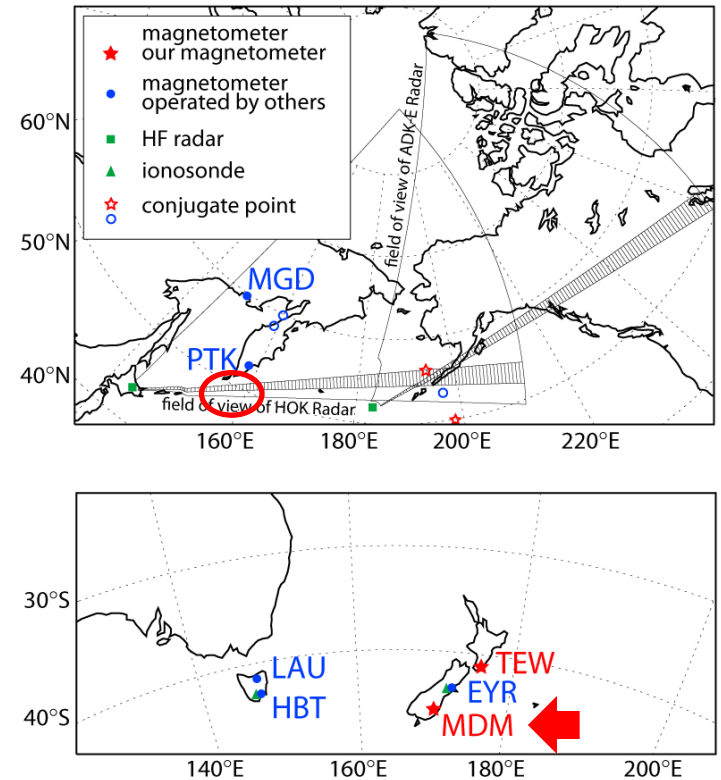 magnetometer
our magnetometer
magnetometer
operated by others
HF radar
ionosonde
conjugate point
60°N
50°N
40°N
field of view of ADK-E Radar
MGD
PTK
field of view of HOK Radar
160°E
180°E
200°E
220°E
30°S
40°S
LAU
HBT
TEW
EYR
MDM
140°E
160°E
180°E
200°E